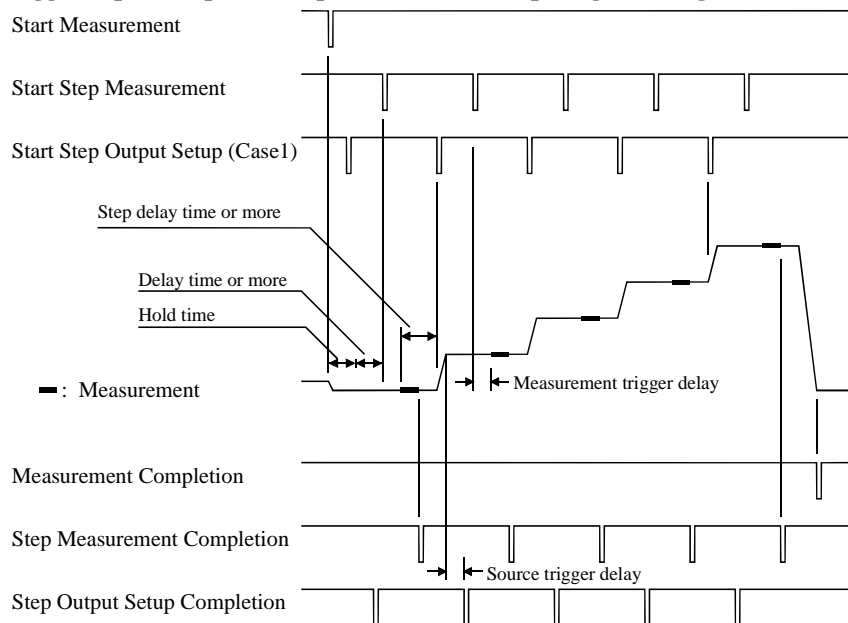 Start Measurement
Start Step Measurement
Start Step Output Setup (Case1)
Step delay time or more
Delay time or more
Hold time
Measurement trigger delay
: Measurement
Measurement Completion
Step Measurement Completion
Source trigger delay
Step Output Setup Completion